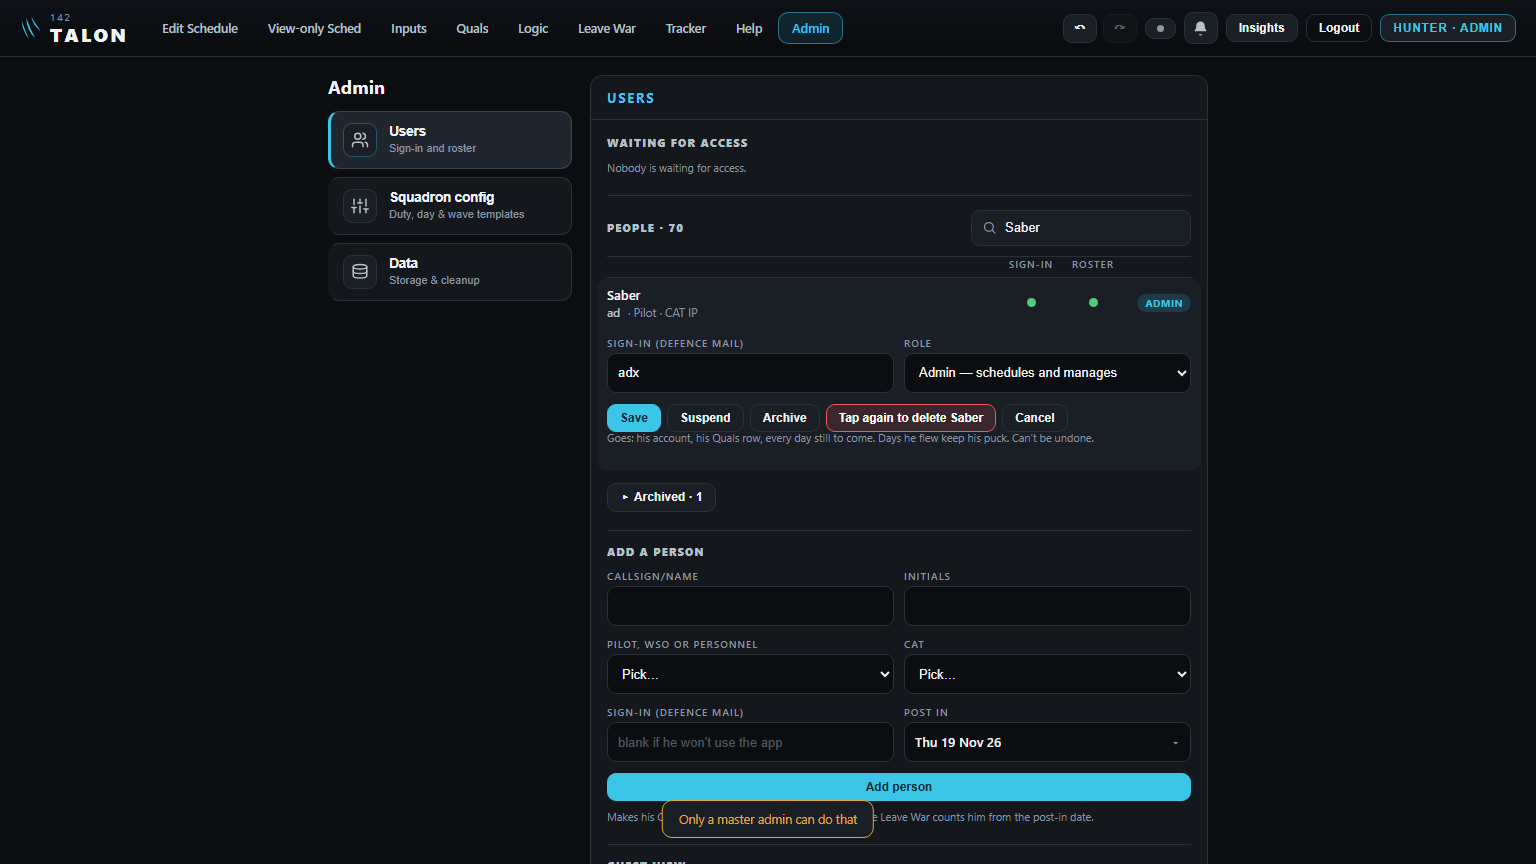 142
TALON
Edit Schedule
View-only Sched
Inputs
Quals
Logic
Leave War
Tracker
Help
Admin
Insights
Logout
HUNTER · ADMIN
Admin
Users
Sign-in and roster
Squadron config
Duty, day & wave templates
Data
Storage & cleanup
USERS
WAITING FOR ACCESS
Nobody is waiting for access.
PEOPLE · 70
Saber
SIGN-IN ROSTER
Saber
ad · Pilot · CAT IP
ADMIN
SIGN-IN (DEFENCE MAIL)
ROLE
adx
Admin — schedules and manages
Save
Suspend
Archive
Tap again to delete Saber
Cancel
Goes: his account, his Quals row, every day still to come. Days he flew keep his puck. Can't be undone.
▸ Archived · 1
ADD A PERSON
CALLSIGN/NAME
INITIALS
PILOT, WSO OR PERSONNEL
CAT
Pick…
Pick…
SIGN-IN (DEFENCE MAIL)
POST IN
blank if he won't use the app
Thu 19 Nov 26
Add person
Makes his
Leave War counts him from the post-in date.
Only a master admin can do that